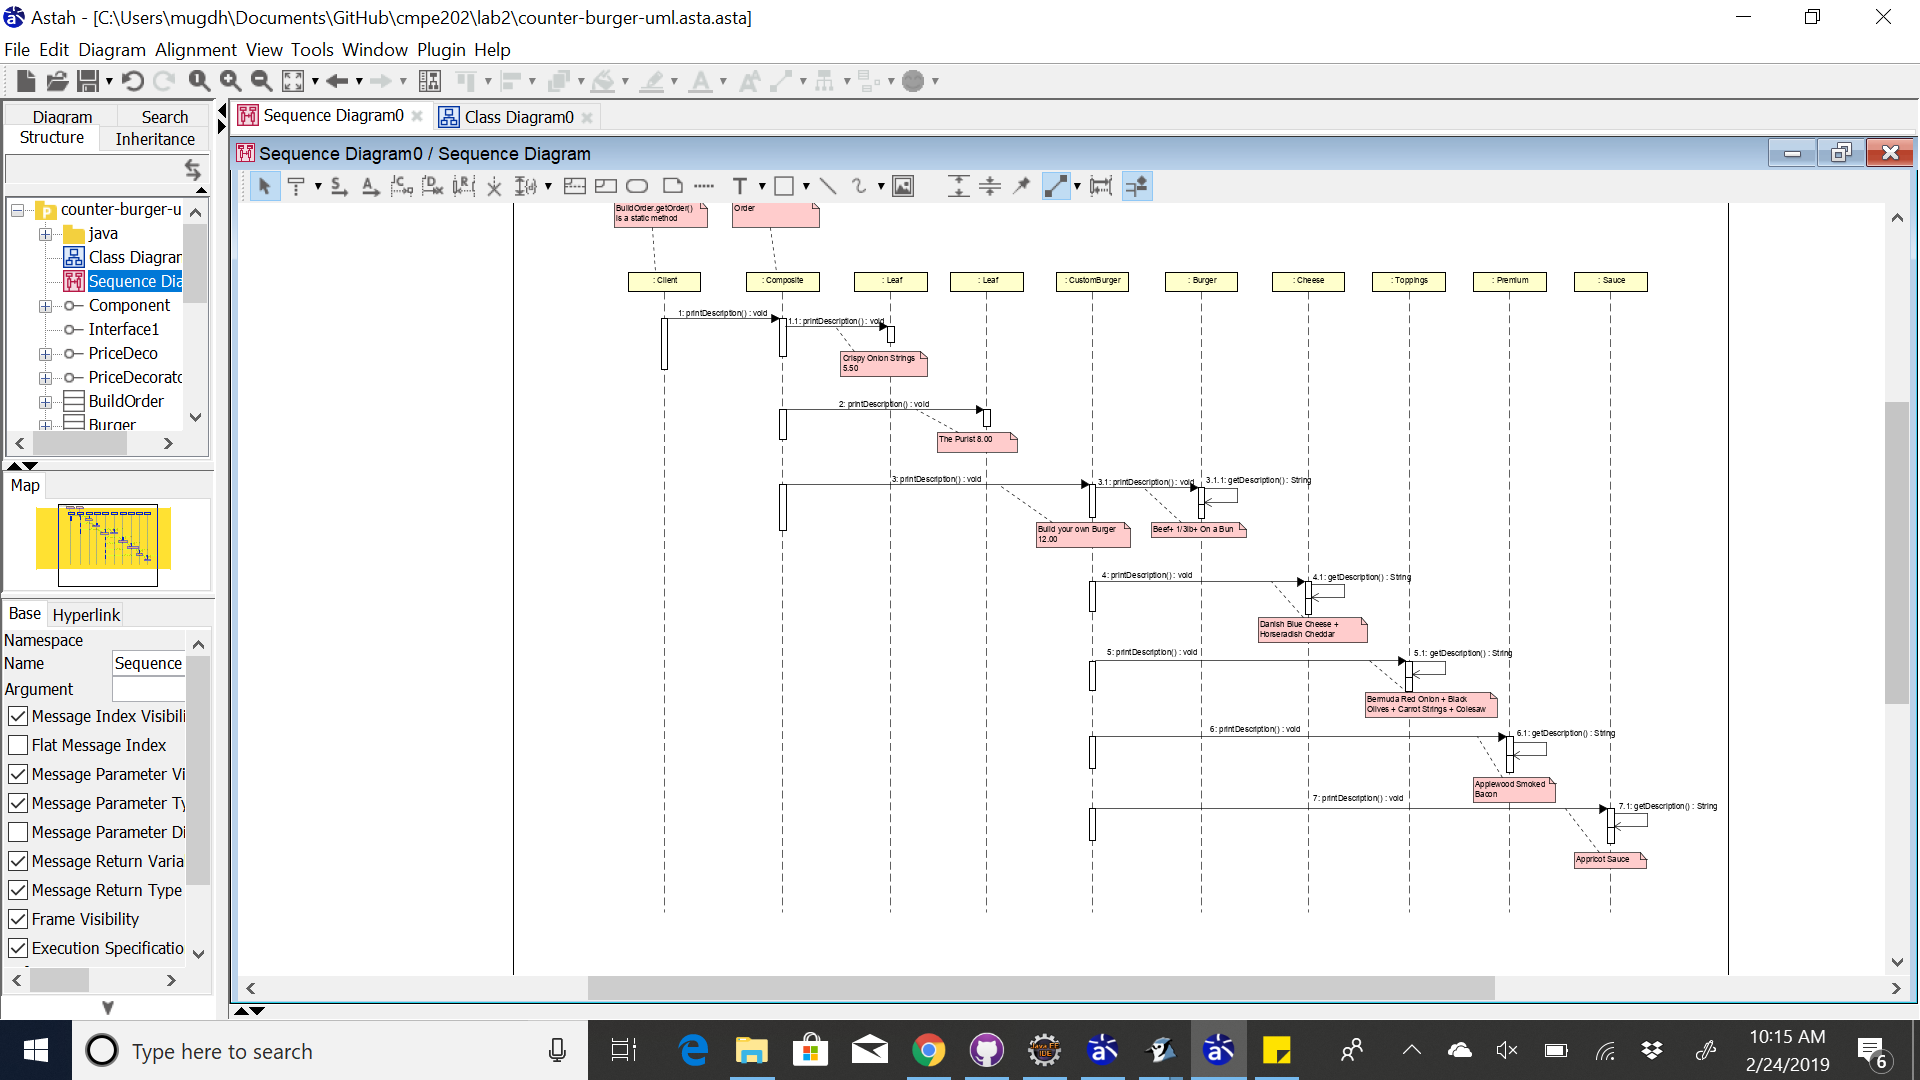 Astah - [C:\Users\mugdh\Documents\GitHub\cmpe202\lab2\counter-burger-uml.asta.asta]
File Edit Diagram Alignment View Tools Window Plugin Help
Diagram Search
Structure Inheritance
counter-burger-u
java
Class Diagrar
Sequence Dia
Component
Interface1
PriceDeco
PriceDecorato
BuildOrder
Burger
Map
Base Hyperlink
Namespace
Name Sequence
Argument
Message Index Visibili
Flat Message Index
Message Parameter Vi
Message Parameter Ty
Message Parameter Di
Message Return Varia
Message Return Type
Frame Visibility
Execution Specificatio
Sequence Diagram0 Class Diagram0
Sequence Diagram0 / Sequence Diagram
BuildOrder.getOrder()
is a static method
Order
: Client : Composite : Leaf : Leaf : CustomBurger : Burger : Cheese : Toppings : Premium : Sauce
1: printDescription() : void
1.1: printDescription() : void
Crispy Onion Strings
5.50
2: printDescription() : void
The Purist 8.00
3: printDescription() : void
3.1: printDescription() : void
3.1.1: getDescription() : String
Build your own Burger
12.00
Beef+ 1/3lb+ On a Bun
4: printDescription() : void
4.1: getDescription() : String
Danish Blue Cheese +
Horseradish Cheddar
5: printDescription() : void
5.1: getDescription() : String
Bermuda Red Onion + Black
Olives + Carrot Strings + Colesaw
6: printDescription() : void
6.1: getDescription() : String
Applewood Smoked
Bacon
7: printDescription() : void
7.1: getDescription() : String
Appricot Sauce
Type here to search
10:15 AM
2/24/2019
6